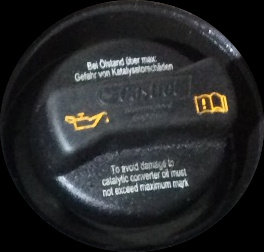 Bei Ölstand über max:
Gefahr von Katalysatorschäden
Castrol
To avoid damage to
catalytic converter oil must
not exceed maximum mark